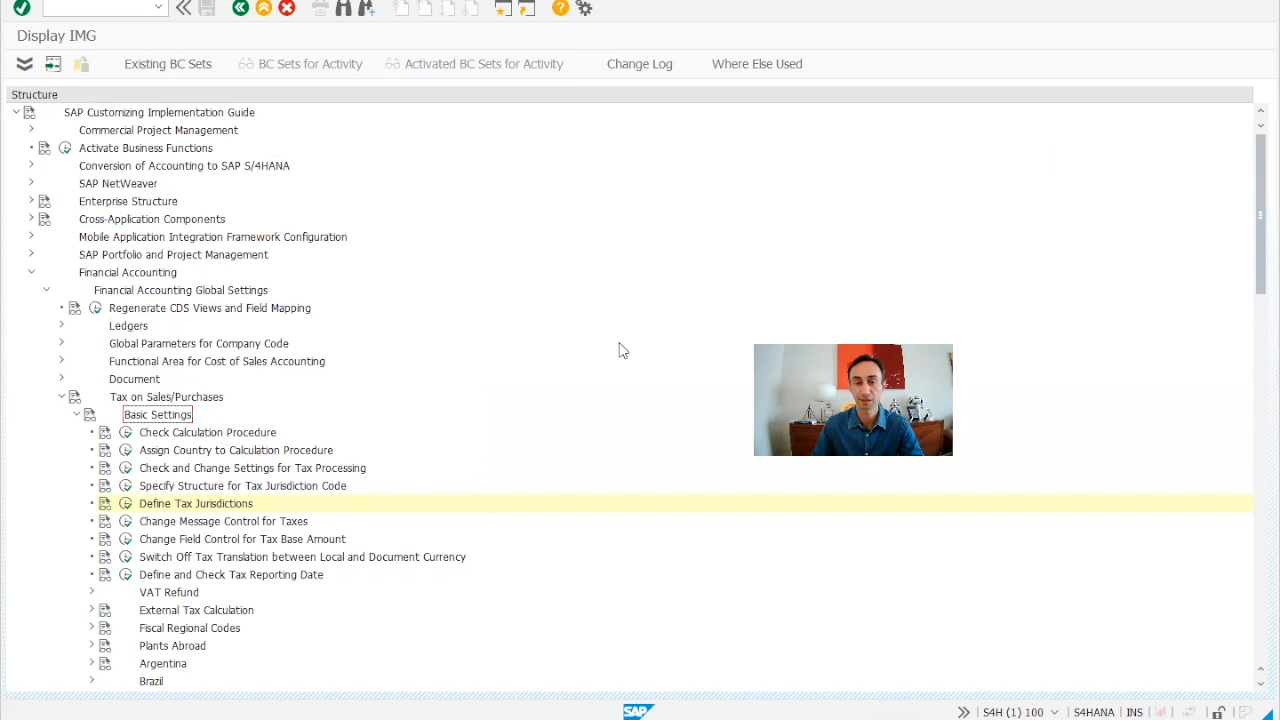 Display IMG
Existing BC Sets BC Sets for Activity Activated BC Sets for Activity Change Log Where Else Used
Structure
SAP Customizing Implementation Guide
Commercial Project Management
Activate Business Functions
Conversion of Accounting to SAP S/4HANA
SAP NetWeaver
Enterprise Structure
Cross-Application Components
Mobile Application Integration Framework Configuration
SAP Portfolio and Project Management
Financial Accounting
Financial Accounting Global Settings
Regenerate CDS Views and Field Mapping
Ledgers
Global Parameters for Company Code
Functional Area for Cost of Sales Accounting
Document
Tax on Sales/Purchases
Basic Settings
Check Calculation Procedure
Assign Country to Calculation Procedure
Check and Change Settings for Tax Processing
Specify Structure for Tax Jurisdiction Code
Define Tax Jurisdictions
Change Message Control for Taxes
Change Field Control for Tax Base Amount
Switch Off Tax Translation between Local and Document Currency
Define and Check Tax Reporting Date
VAT Refund
External Tax Calculation
Fiscal Regional Codes
Plants Abroad
Argentina
Brazil
SAP S4H (1) 100 S4HANA INS